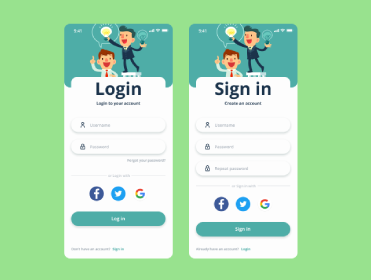 9:41
Login
Login to your account
Username
Password
Forgot your password?
or Login with
Log in
Don't have an account? Sign in
9:41
Sign in
Create an account
Username
Password
Repeat password
or Sign in with
Sign in
Already have an account? Login